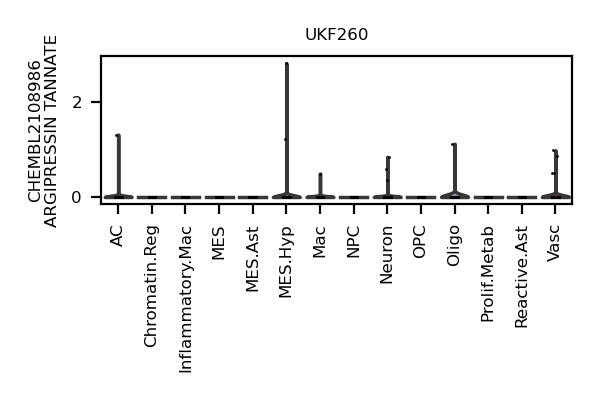 UKF260
CHEMBL2108986
ARGIPRESSIN TANNATE
2
0
AC
Chromatin.Reg
Inflammatory.Mac
MES
MES.Ast
MES.Hyp
Mac
NPC
Neuron
OPC
Oligo
Prolif.Metab
Reactive.Ast
Vasc